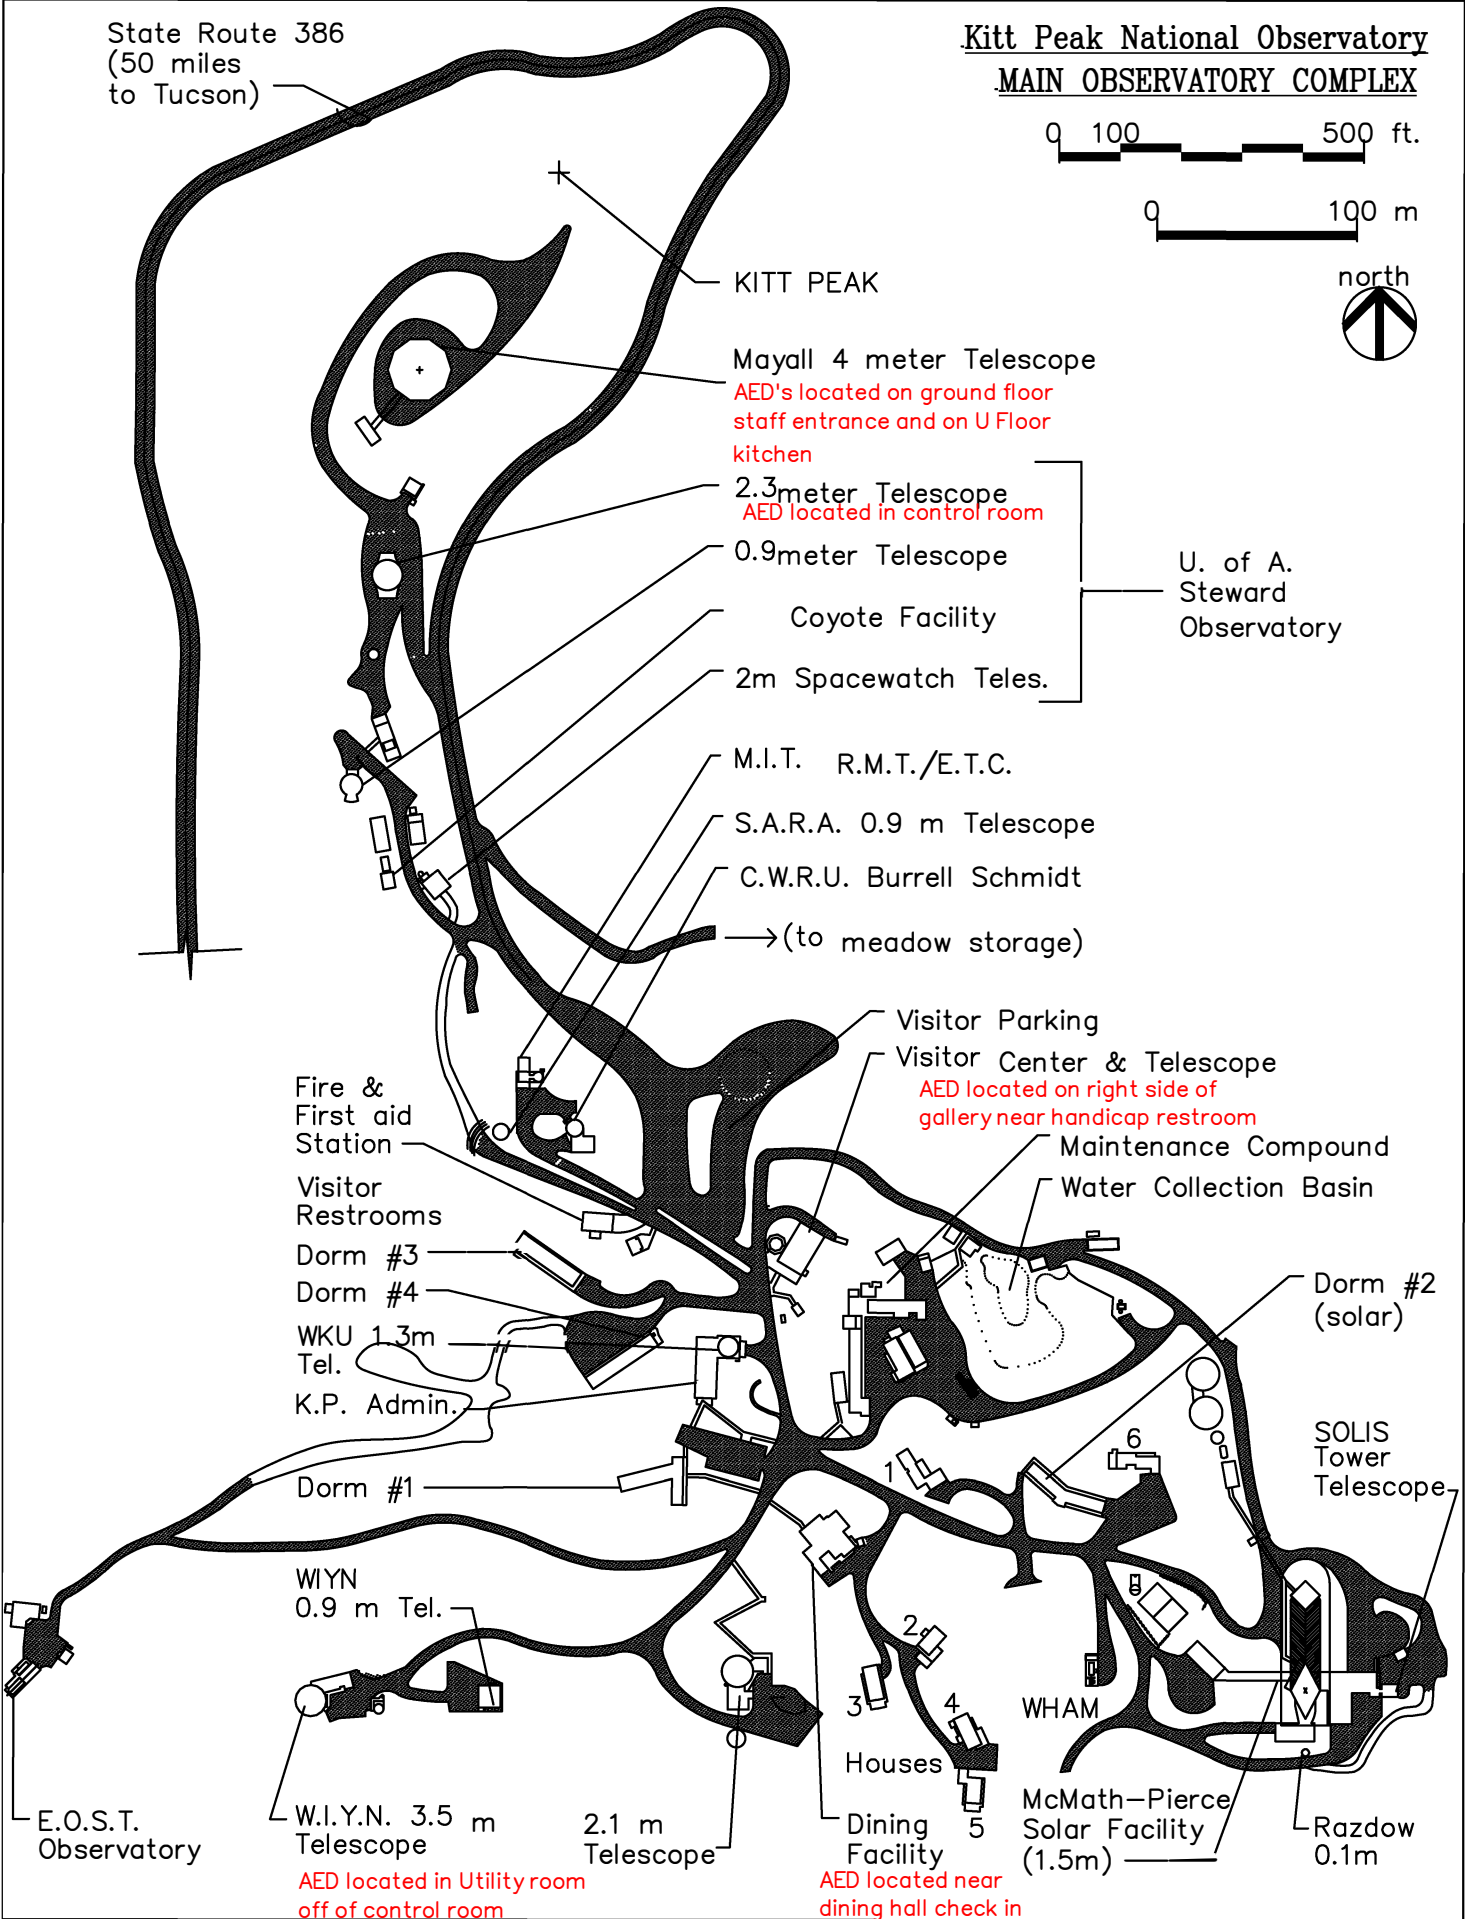 State Route 386
(50 miles
to Tucson)
Kitt Peak National Observatory
MAIN OBSERVATORY COMPLEX
0 100 500 ft.
0 100 m
north
KITT PEAK
Mayall 4 meter Telescope
AED's located on ground floor
staff entrance and on U Floor
kitchen
2.3 meter Telescope
AED located in control room
0.9 meter Telescope
Coyote Facility
2m Spacewatch Teles.
U. of A.
Steward
Observatory
M.I.T. R.M.T./E.T.C.
S.A.R.A. 0.9 m Telescope
C.W.R.U. Burrell Schmidt
(to meadow storage)
Visitor Parking
Visitor Center & Telescope
AED located on right side of
gallery near handicap restroom
Maintenance Compound
Water Collection Basin
Fire &
First aid
Station
Visitor
Restrooms
Dorm #3
Dorm #4
WKU 1.3m
Tel.
K.P. Admin.
Dorm #1
Dorm #2
(solar)
SOLIS
Tower
Telescope
1
6
WIYN
0.9 m Tel.
2
3
4
WHAM
Houses
5
E.O.S.T.
Observatory
W.I.Y.N. 3.5 m
Telescope
AED located in Utility room
off of control room
2.1 m
Telescope
Dining
Facility
AED located near
dining hall check in
McMath-Pierce
Solar Facility
(1.5m)
Razdow
0.1m